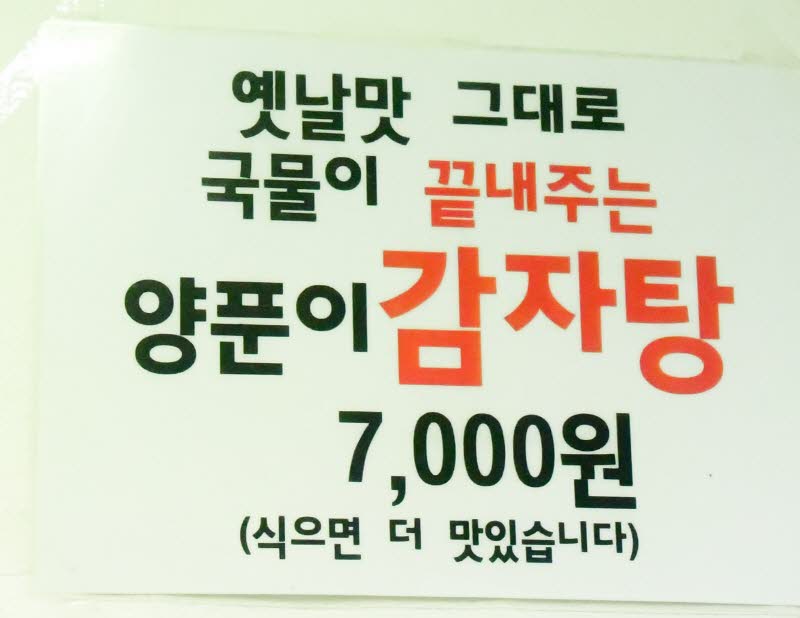 옛날맛 그대로
국물이 끝내주는
양푼이감자탕
7,000원
(식으면 더 맛있습니다)